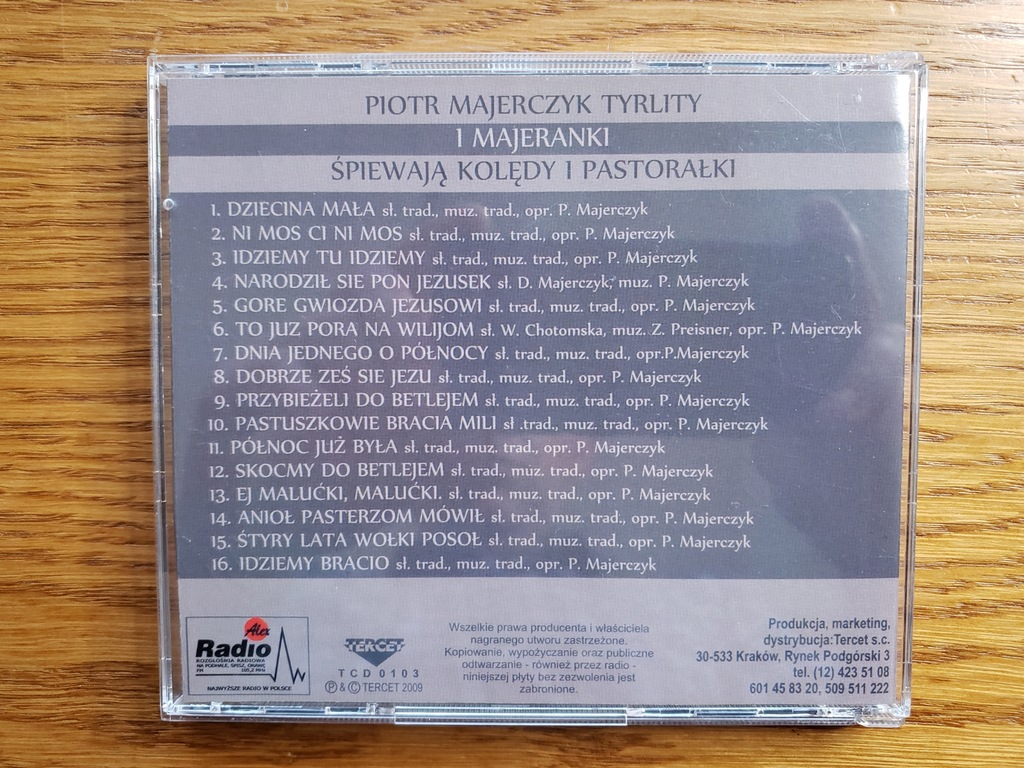 PIOTR MAJERCZYK TYRLITY
I MAJERANKI
ŚPIEWAJĄ KOLĘDY I PASTORAŁKI
1. DZIECINA MAŁA sł. trad., muz. trad., opr. P. Majerczyk
2. NI MOS CI NI MOS sł. trad., muz. trad., opr. P. Majerczyk
3. IDZIEMY TU IDZIEMY sł. trad., muz. trad., opr. P. Majerczyk
4. NARODZIŁ SIE PON JEZUSEK sł. D. Majerczyk, muz. P. Majerczyk
5. GORE GWIOZDA JEZUSOWI sł. trad., muz. trad., opr. P. Majerczyk
6. TO JUZ PORA NA WILIJOM sł. W. Chotomska, muz. Z. Preisner, opr. P. Majerczyk
7. DNIA JEDNEGO O PÓŁNOCY sł. trad., muz. trad., opr.P.Majerczyk
8. DOBRZE ZEŚ SIE JEZU sł. trad., muz. trad., opr. P. Majerczyk
9. PRZYBIEŻELI DO BETLEJEM sł. trad., muz. trad., opr. P. Majerczyk
10. PASTUSZKOWIE BRACIA MILI sł .trad., muz. trad., opr. P. Majerczyk
11. PÓŁNOC JUŻ BYŁA sł. trad., muz. trad., opr. P. Majerczyk
12. SKOCMY DO BETLEJEM sł. trad., muz. trad., opr. P. Majerczyk
13. EJ MALUĆKI, MALUĆKI. sł. trad., muz. trad., opr. P. Majerczyk
14. ANIOŁ PASTERZOM MÓWIŁ sł. trad., muz. trad., opr. P. Majerczyk
15. ŚTYRY LATA WOŁKI POSOŁ sł. trad., muz. trad., opr. P. Majerczyk
16. IDZIEMY BRACIO sł. trad., muz. trad., opr. P. Majerczyk
Alex
Radio
ROZGŁOŚNIA RADIOWA
NA PODHALE, SPISZ, ORAWĘ
FM 105,2 MHz
NAJWYŻSZE RADIO W POLSCE
TERCET
TCD 0103
Ⓟ & Ⓒ TERCET 2009
Wszelkie prawa producenta i właściciela
nagranego utworu zastrzeżone.
Kopiowanie, wypożyczanie oraz publiczne
odtwarzanie - również przez radio -
niniejszej płyty bez zezwolenia jest
zabronione.
Produkcja, marketing,
dystrybucja:Tercet s.c.
30-533 Kraków, Rynek Podgórski 3
tel. (12) 423 51 08
601 45 83 20, 509 511 222